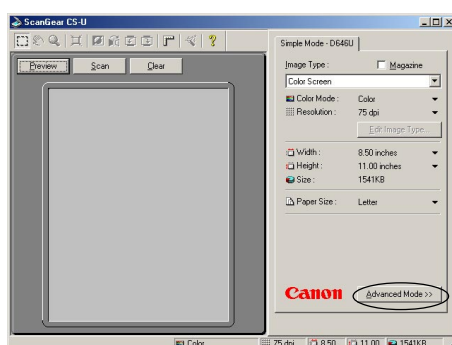 ScanGear CS-U
Preview Scan Clear
Simple Mode - D646U
Image Type : Magazine
Color Screen
Color Mode : Color
Resolution : 75 dpi
Edit Image Type...
Width : 8.50 inches
Height : 11.00 inches
Size : 1541KB
Paper Size : Letter
Canon Advanced Mode >>
Color 75 dpi 8.50 11.00 1541KB